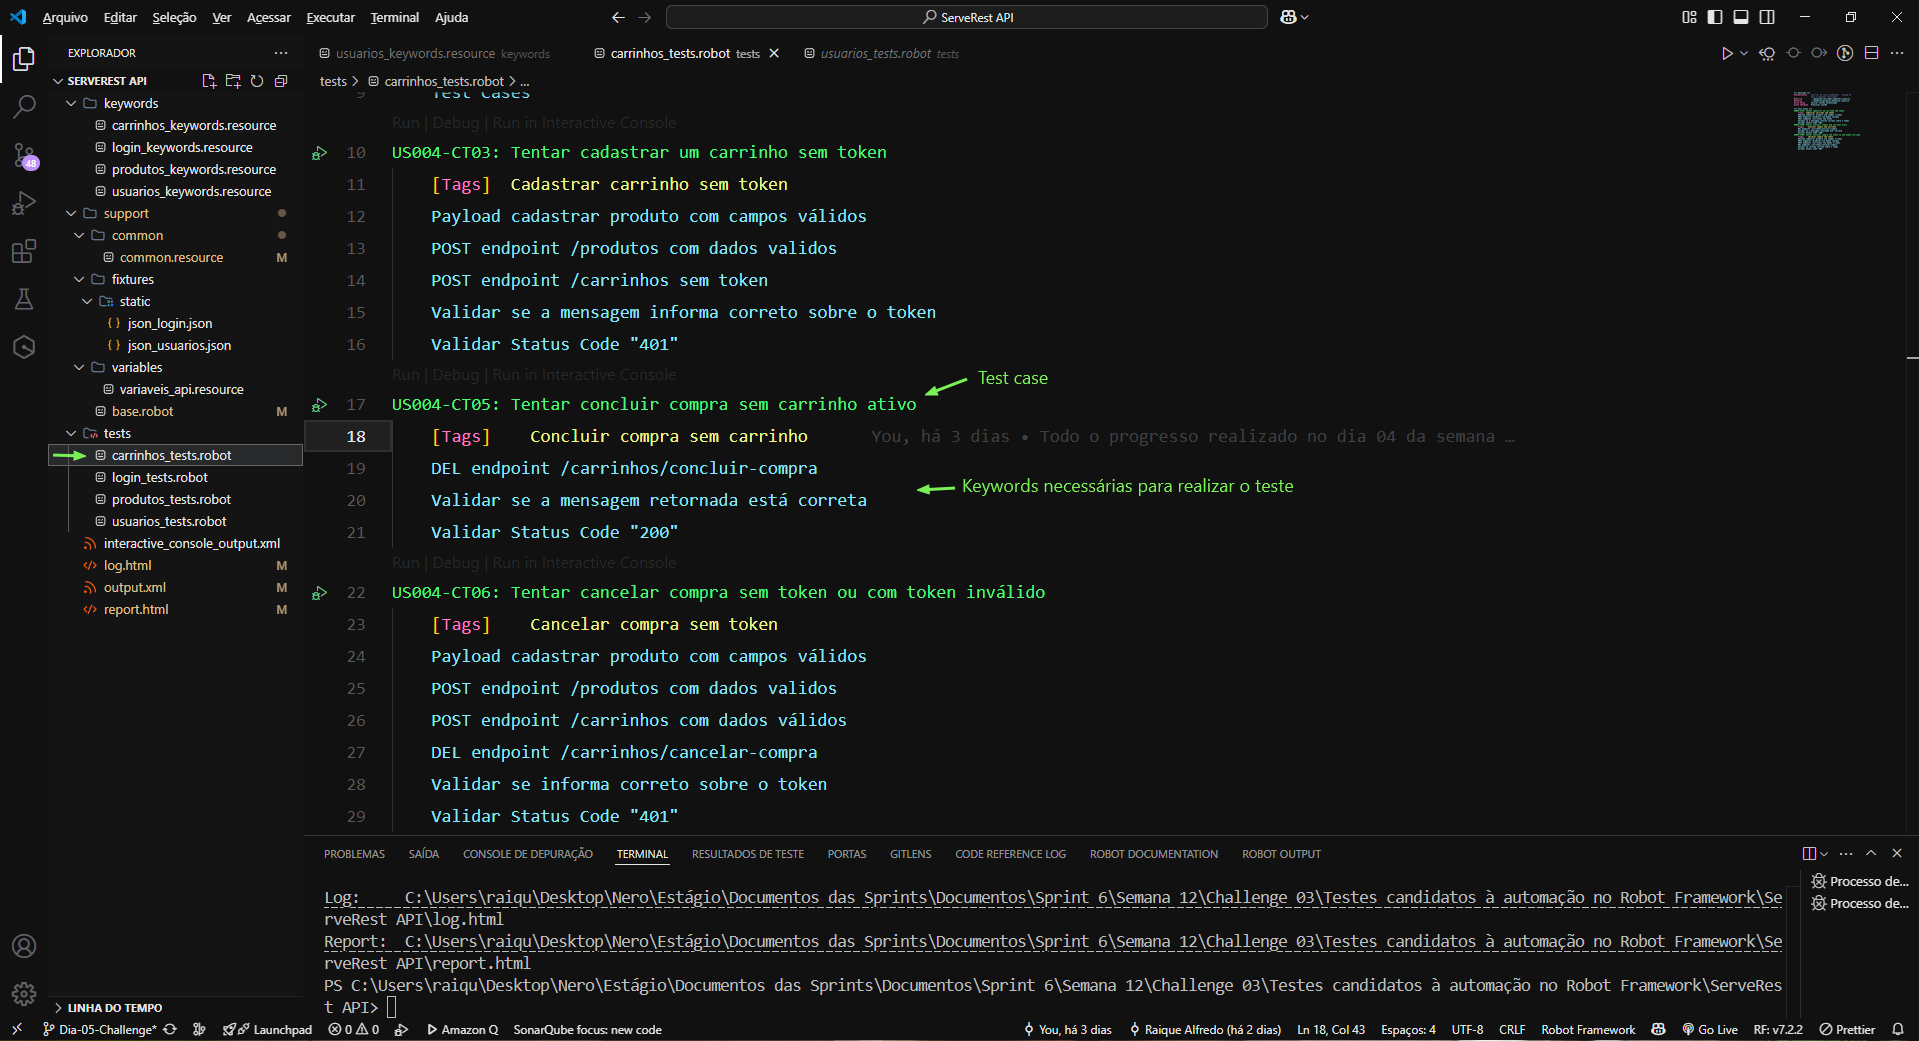 Arquivo Editar Seleção Ver Acessar Executar Terminal Ajuda
ServeRest API
EXPLORADOR
SERVEREST API
keywords
carrinhos_keywords.resource
login_keywords.resource
produtos_keywords.resource
usuarios_keywords.resource
support
common
common.resource M
fixtures
static
json_login.json
json_usuarios.json
variables
variaveis_api.resource
base.robot M
tests
carrinhos_tests.robot
login_tests.robot
produtos_tests.robot
usuarios_tests.robot
interactive_console_output.xml
log.html M
output.xml M
report.html M
LINHA DO TEMPO
48
usuarios_keywords.resource keywords
carrinhos_tests.robot tests
usuarios_tests.robot tests
tests > carrinhos_tests.robot > ...
9 Test Cases
Run | Debug | Run in Interactive Console
10 US004-CT03: Tentar cadastrar um carrinho sem token
11 [Tags] Cadastrar carrinho sem token
12 Payload cadastrar produto com campos válidos
13 POST endpoint /produtos com dados validos
14 POST endpoint /carrinhos sem token
15 Validar se a mensagem informa correto sobre o token
16 Validar Status Code "401"
Run | Debug | Run in Interactive Console
Test case
17 US004-CT05: Tentar concluir compra sem carrinho ativo
18 [Tags] Concluir compra sem carrinho You, há 3 dias • Todo o progresso realizado no dia 04 da semana …
19 DEL endpoint /carrinhos/concluir-compra
Keywords necessárias para realizar o teste
20 Validar se a mensagem retornada está correta
21 Validar Status Code "200"
Run | Debug | Run in Interactive Console
22 US004-CT06: Tentar cancelar compra sem token ou com token inválido
23 [Tags] Cancelar compra sem token
24 Payload cadastrar produto com campos válidos
25 POST endpoint /produtos com dados validos
26 POST endpoint /carrinhos com dados válidos
27 DEL endpoint /carrinhos/cancelar-compra
28 Validar se informa correto sobre o token
29 Validar Status Code "401"
PROBLEMAS SAÍDA CONSOLE DE DEPURAÇÃO TERMINAL RESULTADOS DE TESTE PORTAS GITLENS CODE REFERENCE LOG ROBOT DOCUMENTATION ROBOT OUTPUT
Log: C:\Users\raiqu\Desktop\Nero\Estágio\Documentos das Sprints\Documentos\Sprint 6\Semana 12\Challenge 03\Testes candidatos à automação no Robot Framework\Se
rveRest API\log.html
Report: C:\Users\raiqu\Desktop\Nero\Estágio\Documentos das Sprints\Documentos\Sprint 6\Semana 12\Challenge 03\Testes candidatos à automação no Robot Framework\Se
rveRest API\report.html
PS C:\Users\raiqu\Desktop\Nero\Estágio\Documentos das Sprints\Documentos\Sprint 6\Semana 12\Challenge 03\Testes candidatos à automação no Robot Framework\ServeRes
t API>
Processo de...
Processo de...
Dia-05-Challenge* Launchpad 0 0 Amazon Q SonarQube focus: new code You, há 3 dias Raique Alfredo (há 2 dias) Ln 18, Col 43 Espaços: 4 UTF-8 CRLF Robot Framework Go Live RF: v7.2.2 Prettier